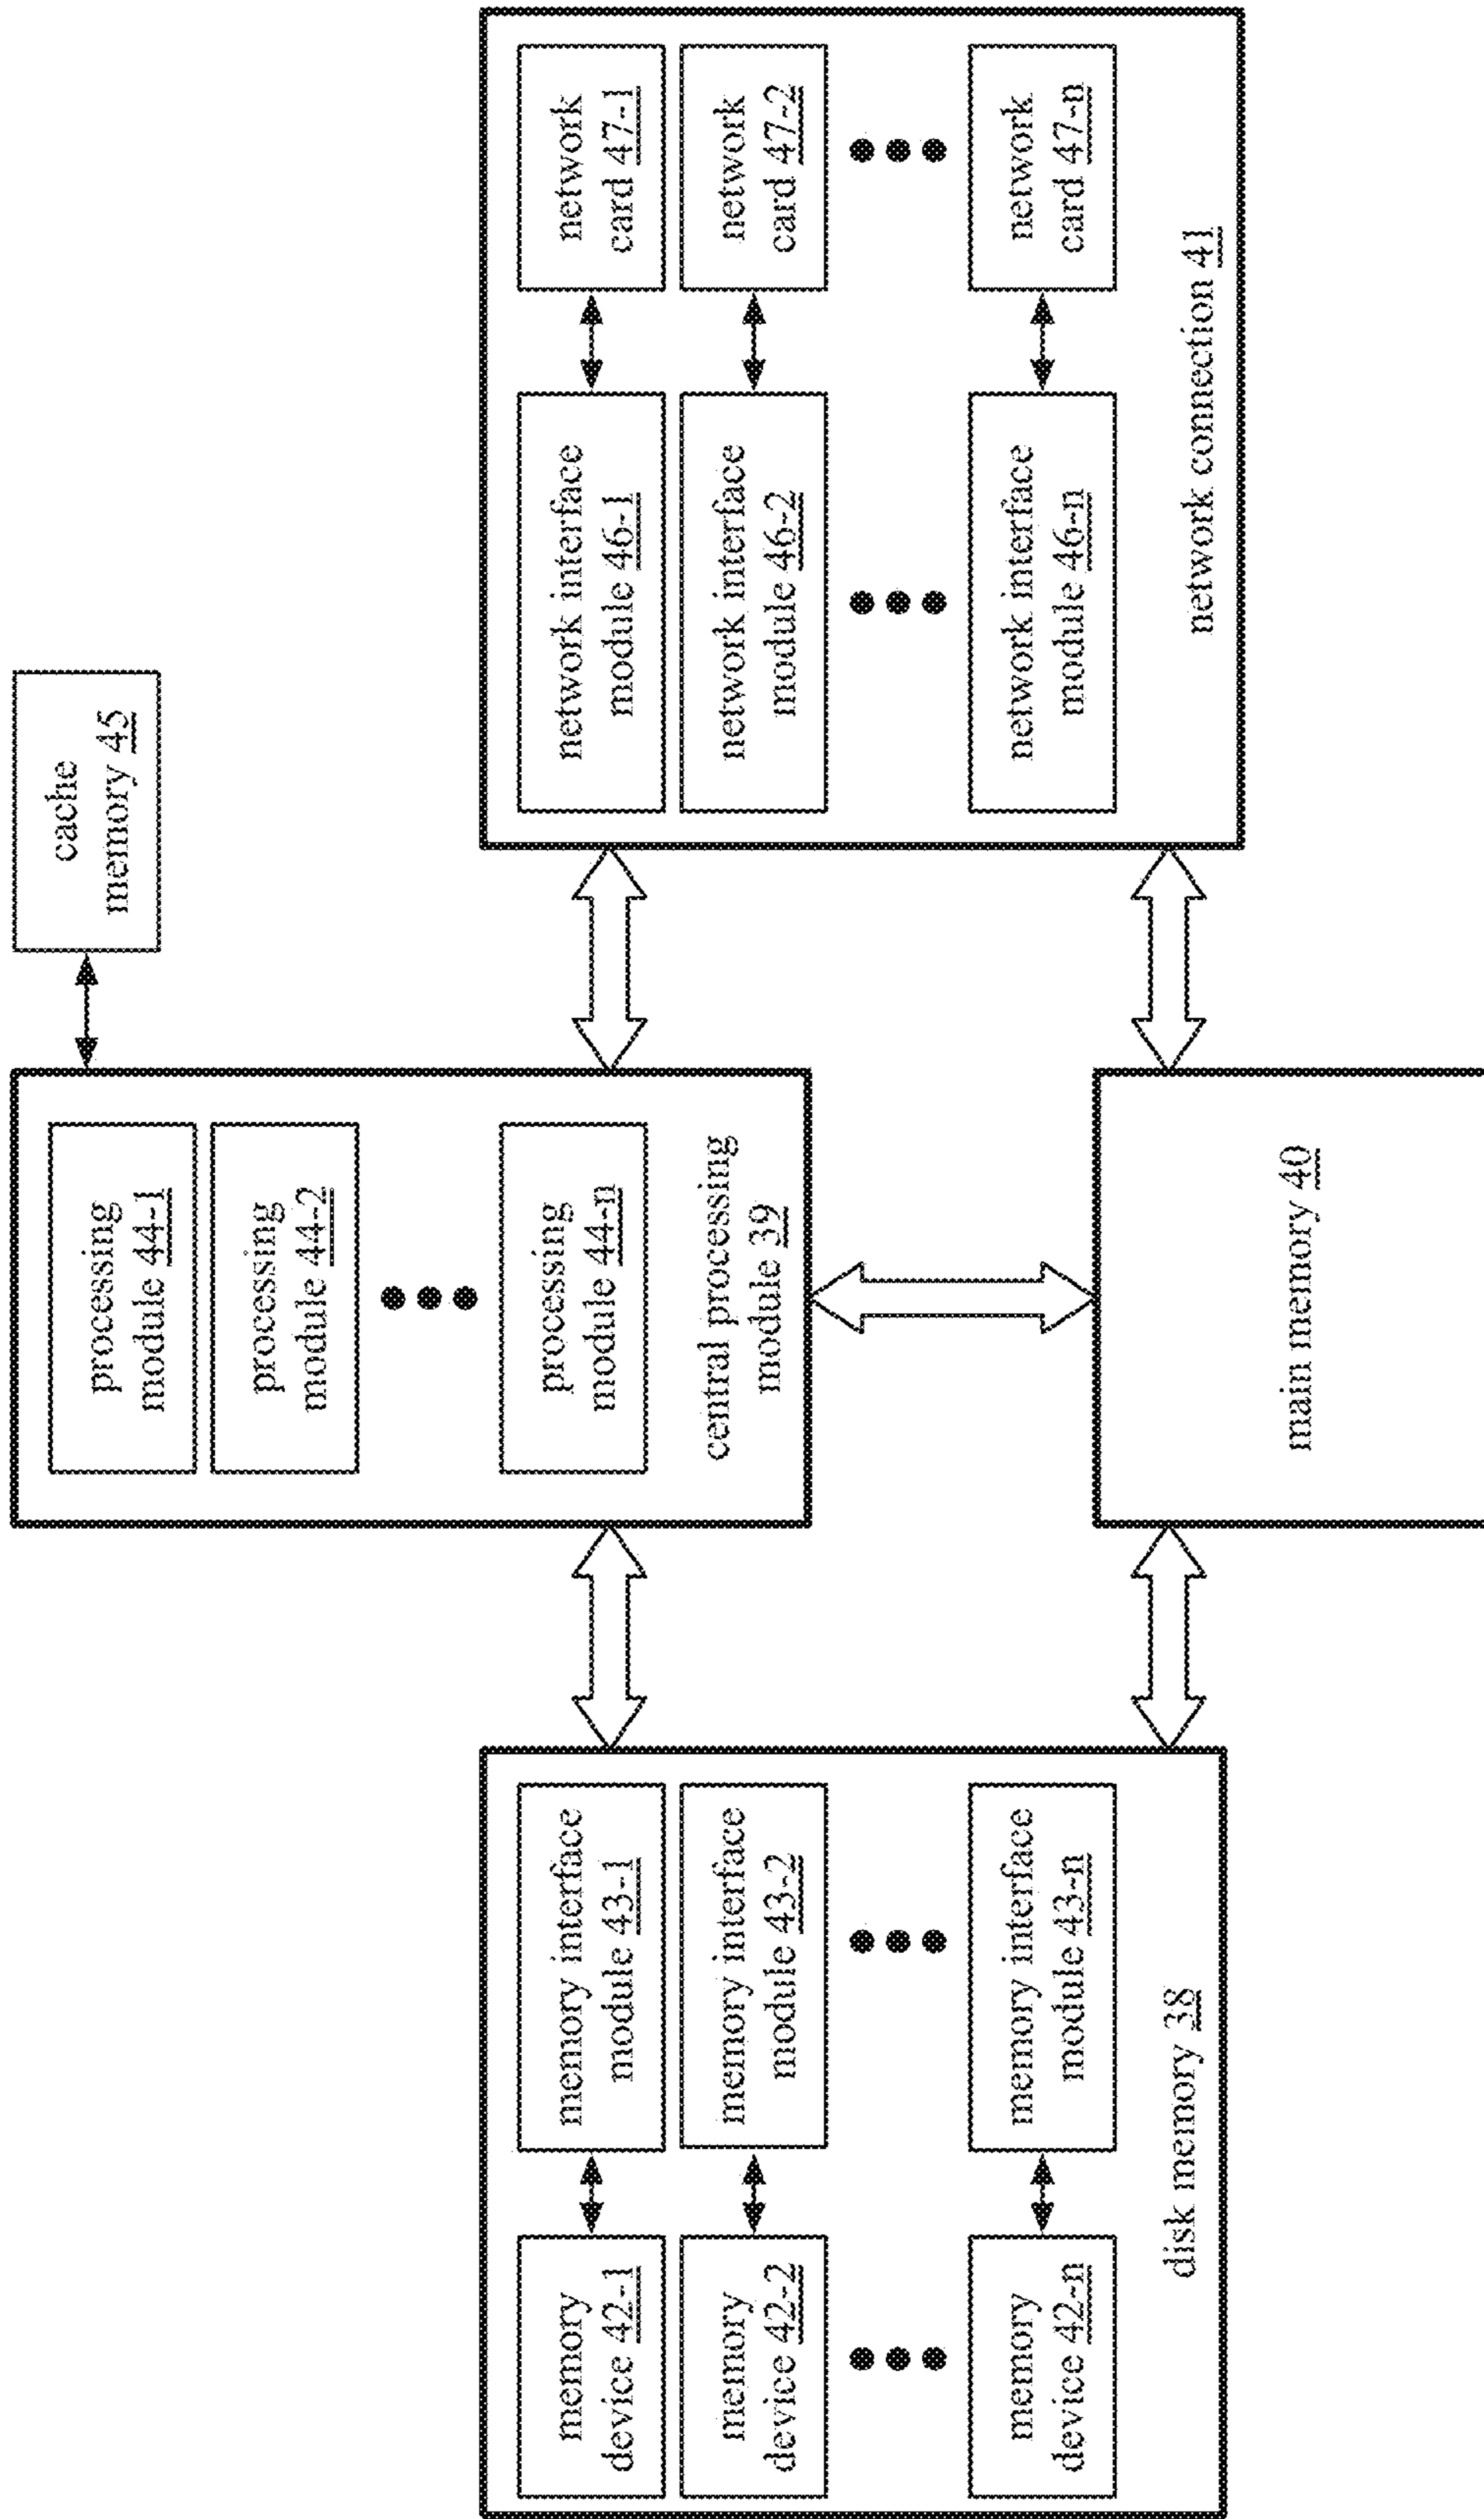 cache
memory 45
processing
module 44-1
processing
module 44-2
processing
module 44-n
central processing
module 39
memory
device 42-1
memory interface
module 43-1
memory
device 42-2
memory interface
module 43-2
memory
device 42-n
memory interface
module 43-n
disk memory 38
main memory 40
network interface
module 46-1
network
card 47-1
network interface
module 46-2
network
card 47-2
network interface
module 46-n
network
card 47-n
network connection 41